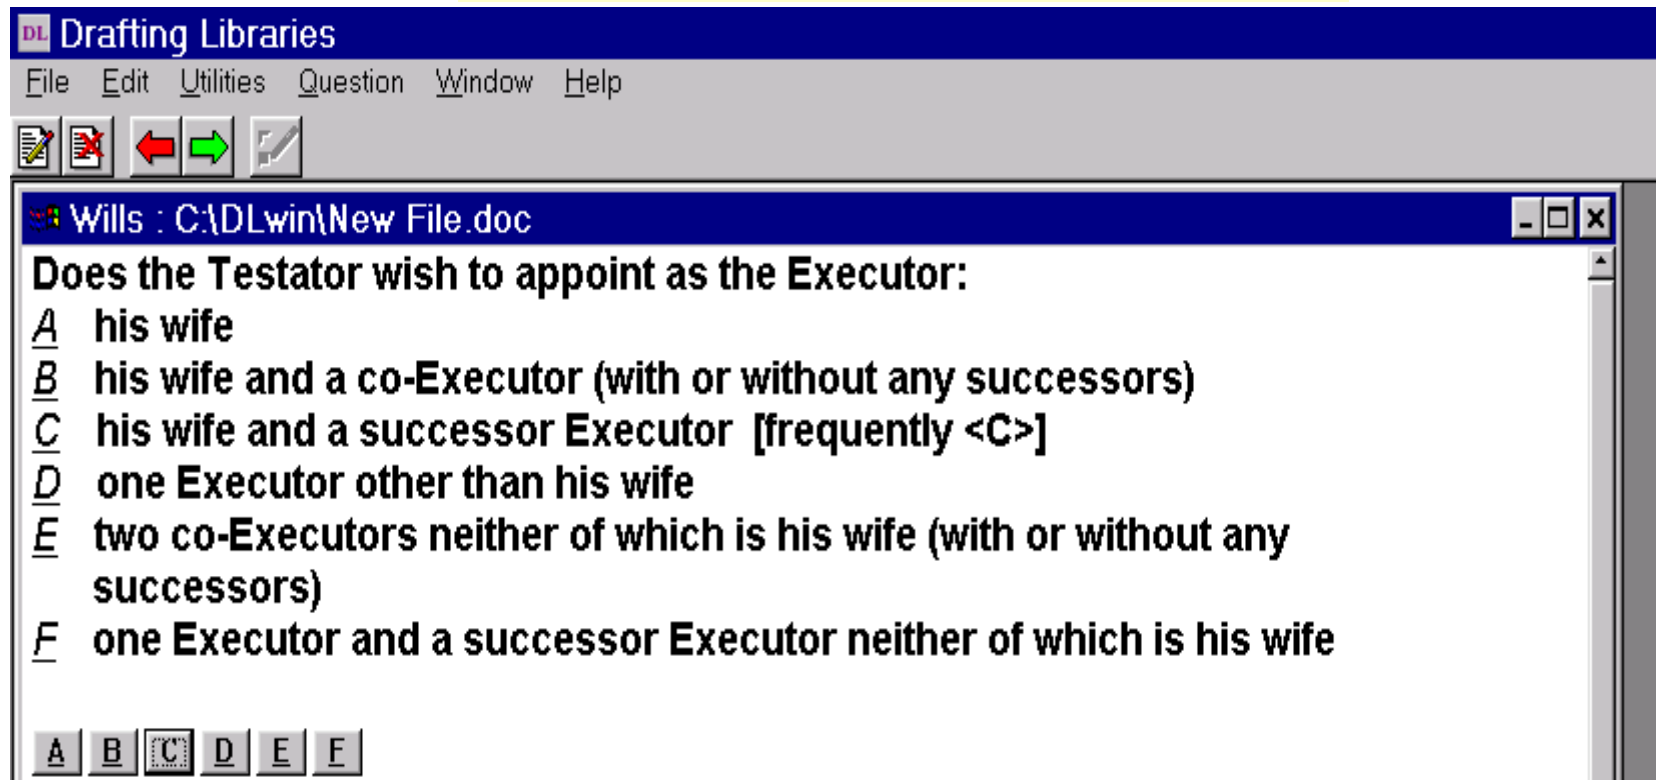 DL Drafting Libraries
File Edit Utilities Question Window Help
Wills : C:\DLwin\New File.doc
Does the Testator wish to appoint as the Executor:
A his wife
B his wife and a co-Executor (with or without any successors)
C his wife and a successor Executor [frequently <C>]
D one Executor other than his wife
E two co-Executors neither of which is his wife (with or without any
successors)
F one Executor and a successor Executor neither of which is his wife
A B C D E F